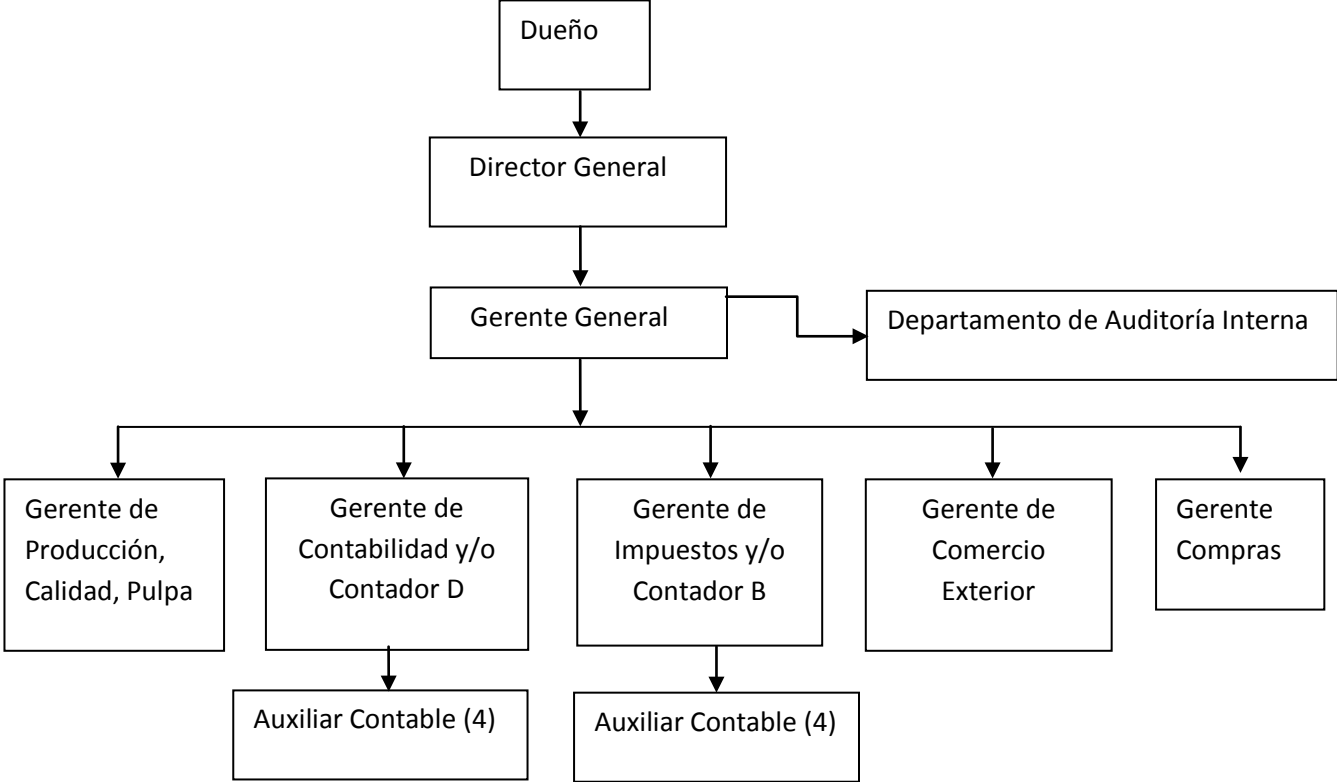 Dueño
Director General
Gerente General
Departamento de Auditoría Interna
Gerente de
Producción,
Calidad, Pulpa
Gerente de
Contabilidad y/o
Contador D
Gerente de
Impuestos y/o
Contador B
Gerente de
Comercio
Exterior
Gerente
Compras
Auxiliar Contable (4)
Auxiliar Contable (4)